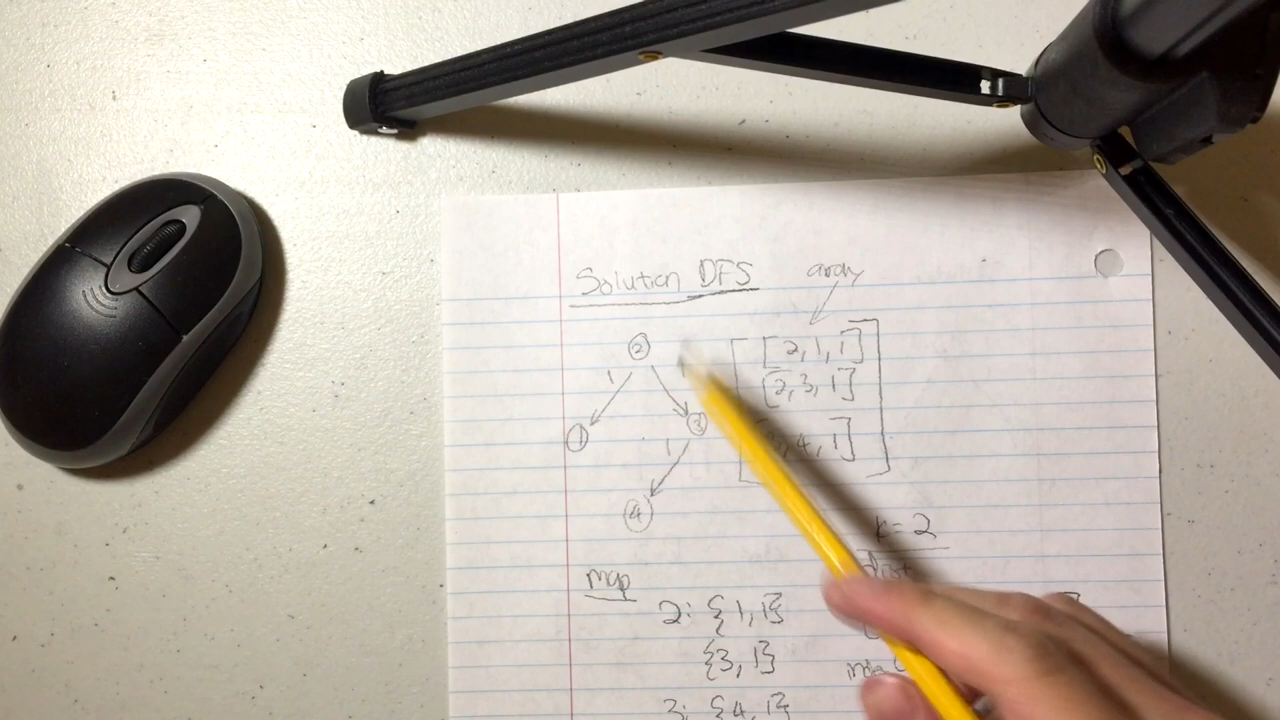 Solution DFS
array
2
[2,1,1]
[2,3,1]
1
1
3
1
,4,1]
4
k=2
map
dist
2: {1,1}
{3,1}
3: {4,1}